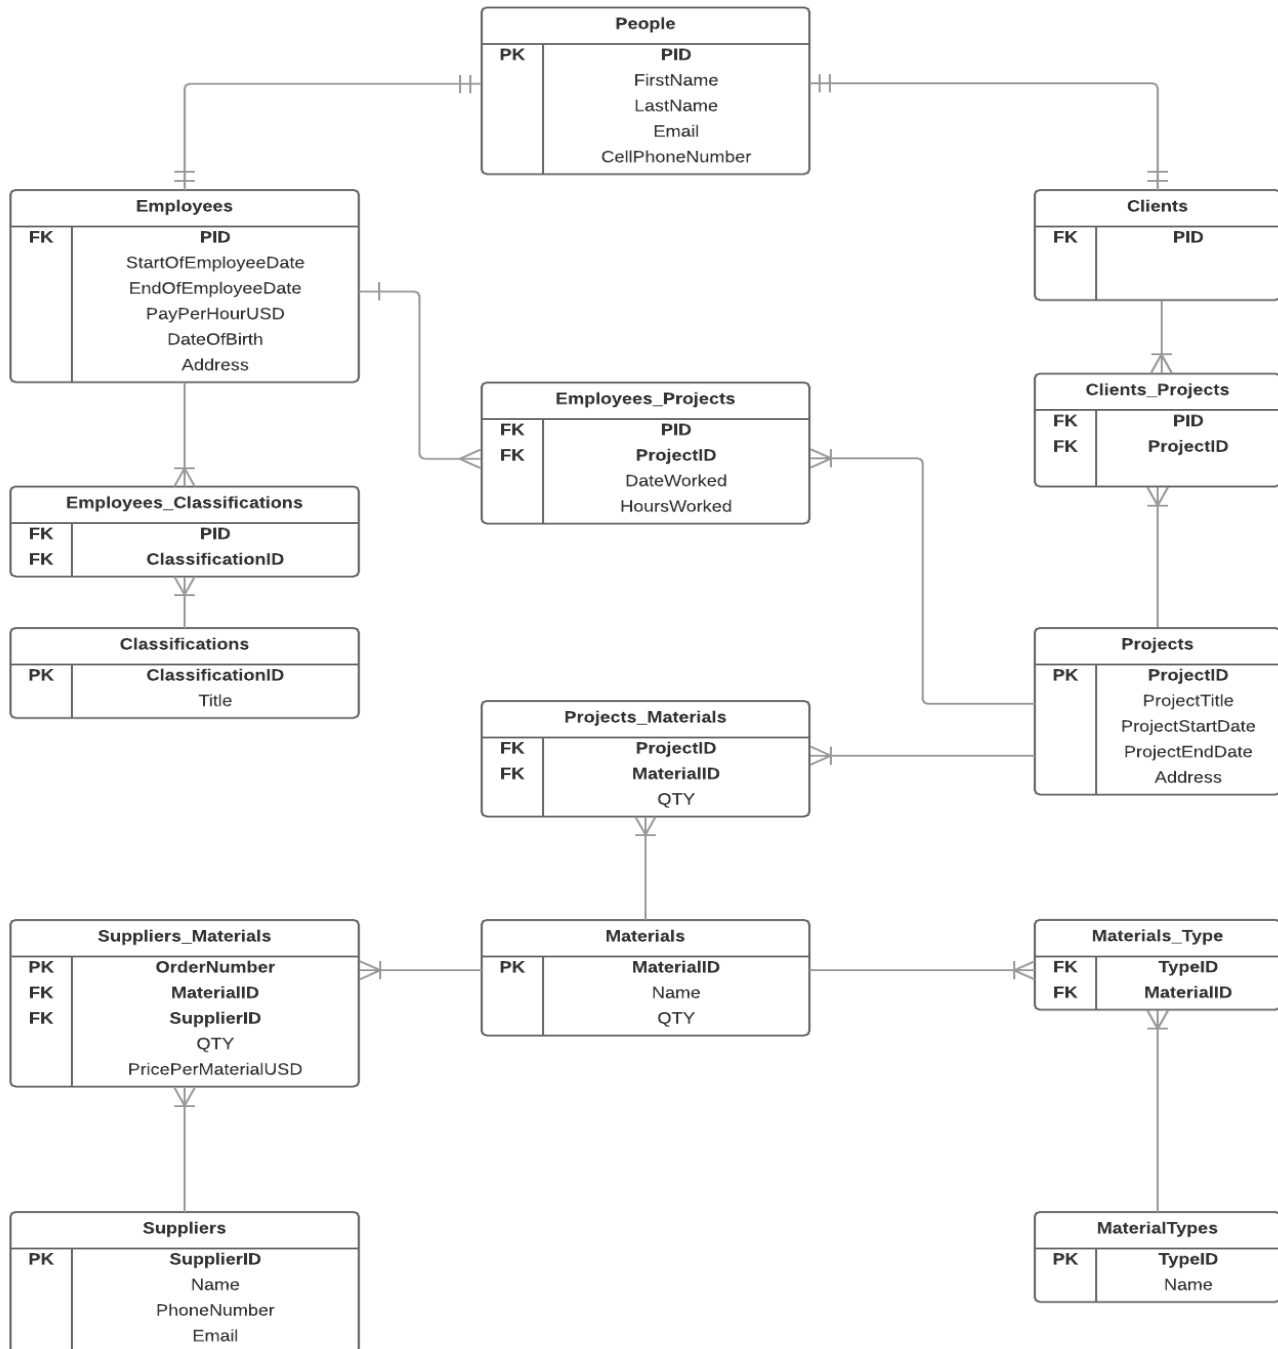 People
PK PID
FirstName
LastName
Email
CellPhoneNumber
Employees
FK PID
StartOfEmployeeDate
EndOfEmployeeDate
PayPerHourUSD
DateOfBirth
Address
Clients
FK PID
Employees_Projects
FK PID
FK ProjectID
DateWorked
HoursWorked
Clients_Projects
FK PID
FK ProjectID
Employees_Classifications
FK PID
FK ClassificationID
Classifications
PK ClassificationID
Title
Projects
PK ProjectID
ProjectTitle
ProjectStartDate
ProjectEndDate
Address
Projects_Materials
FK ProjectID
FK MaterialID
QTY
Suppliers_Materials
PK OrderNumber
FK MaterialID
FK SupplierID
QTY
PricePerMaterialUSD
Materials
PK MaterialID
Name
QTY
Materials_Type
FK TypeID
FK MaterialID
Suppliers
PK SupplierID
Name
PhoneNumber
Email
MaterialTypes
PK TypeID
Name